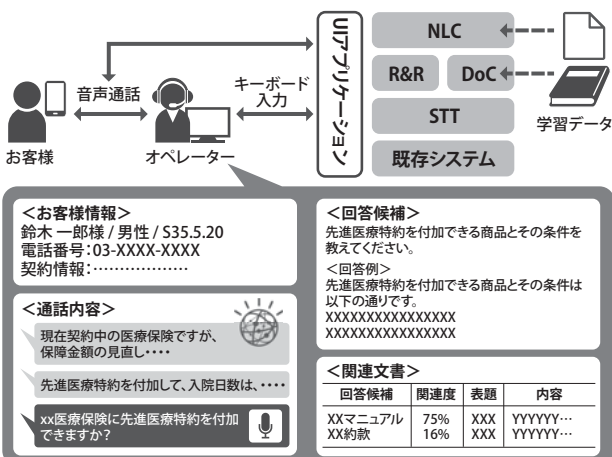 UIアプリケーション
NLC
R&R
DoC
STT
既存システム
学習データ
音声通話
キーボード
入力
お客様
オペレーター
<お客様情報>
鈴木 一郎様 / 男性 / S35.5.20
電話番号:03-XXXX-XXXX
契約情報:………………
<通話内容>
現在契約中の医療保険ですが、
保障金額の見直し・・・・
先進医療特約を付加して、入院日数は、・・・・
xx医療保険に先進医療特約を付加
できますか?
<回答候補>
先進医療特約を付加できる商品とその条件を
教えてください。
<回答例>
先進医療特約を付加できる商品とその条件は
以下の通りです。
XXXXXXXXXXXXXXXX
XXXXXXXXXXXXXXXX
<関連文書>
回答候補 関連度 表題 内容
XXマニュアル 75% XXX YYYYYY…
XX約款 16% XXX YYYYYY…